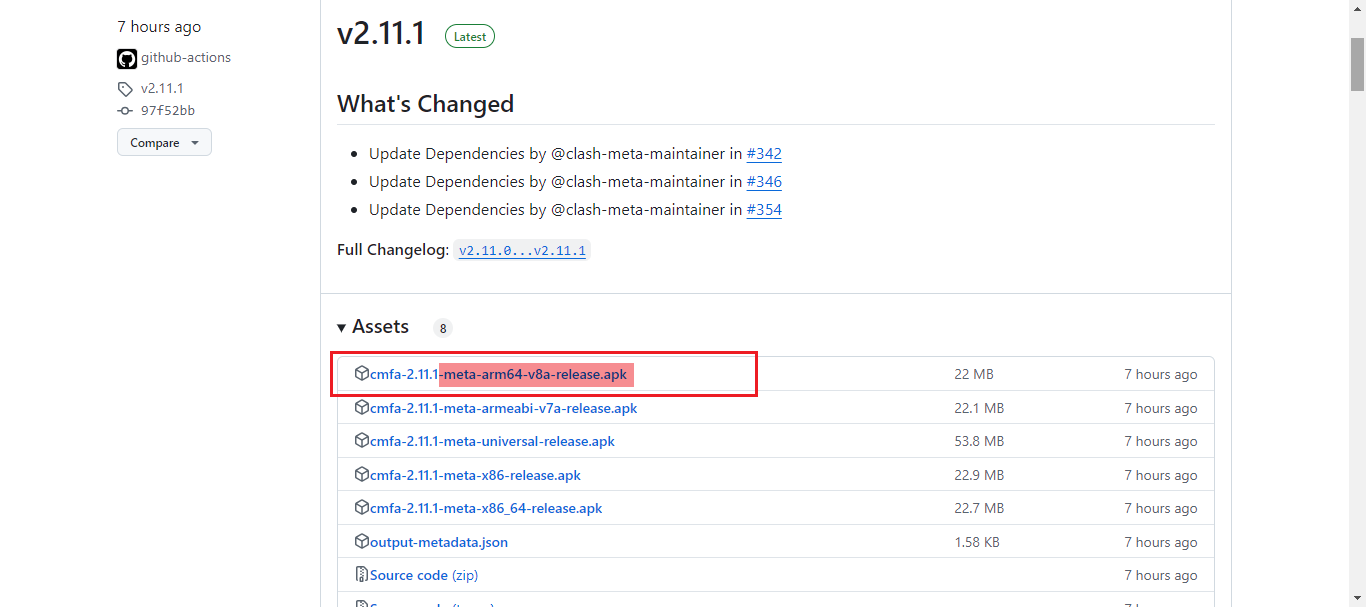 7 hours ago
github-actions
v2.11.1
97f52bb
Compare
v2.11.1 Latest
What's Changed
Update Dependencies by @clash-meta-maintainer in #342
Update Dependencies by @clash-meta-maintainer in #346
Update Dependencies by @clash-meta-maintainer in #354
Full Changelog: v2.11.0...v2.11.1
Assets 8
cmfa-2.11.1-meta-arm64-v8a-release.apk 22 MB 7 hours ago
cmfa-2.11.1-meta-armeabi-v7a-release.apk 22.1 MB 7 hours ago
cmfa-2.11.1-meta-universal-release.apk 53.8 MB 7 hours ago
cmfa-2.11.1-meta-x86-release.apk 22.9 MB 7 hours ago
cmfa-2.11.1-meta-x86_64-release.apk 22.7 MB 7 hours ago
output-metadata.json 1.58 KB 7 hours ago
Source code (zip) 7 hours ago